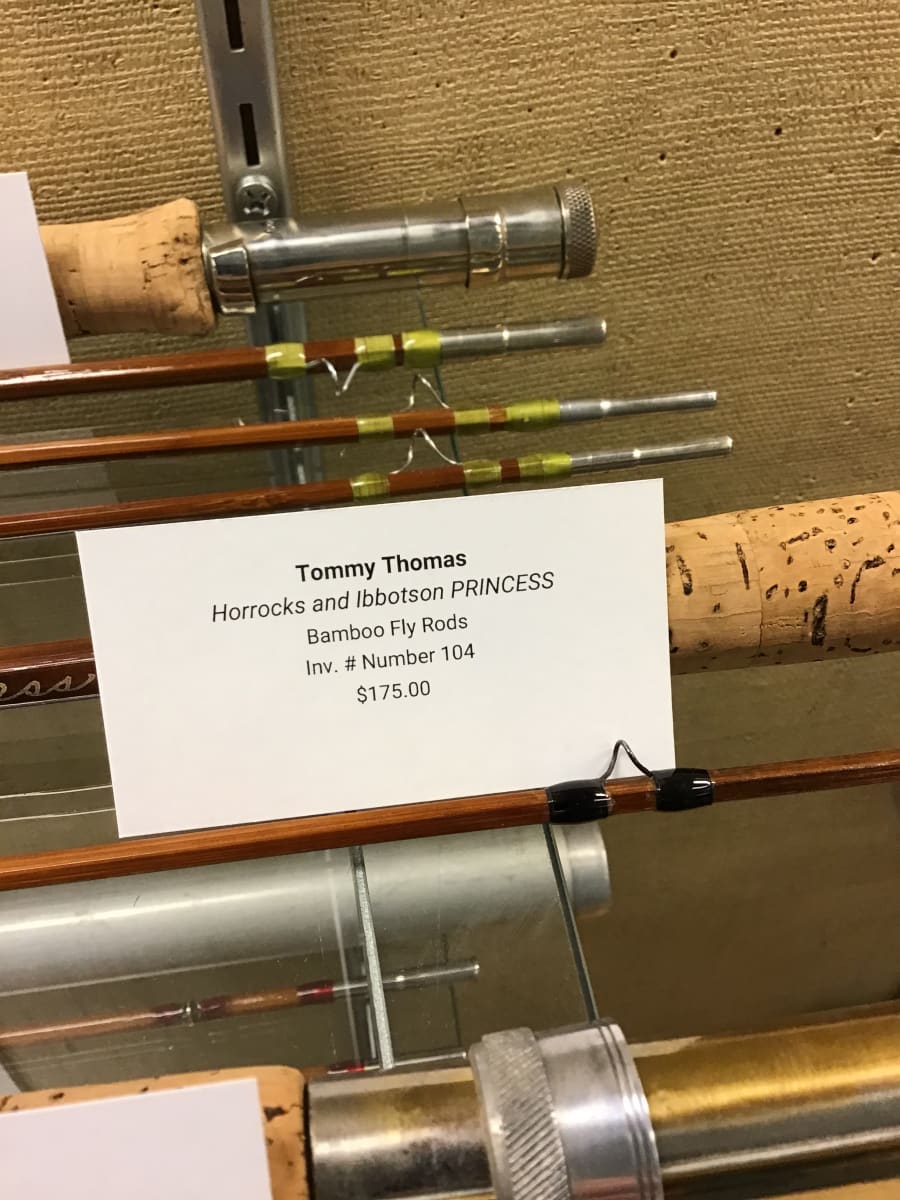 Tommy Thomas
Horrocks and Ibbotson PRINCESS
Bamboo Fly Rods
Inv. # Number 104
$175.00